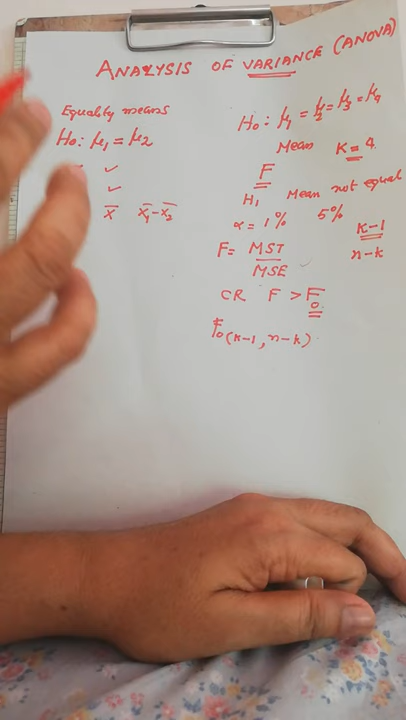 ANALYSIS OF VARIANCE (ANOVA)
Equality means
H₀: μ₁ = μ₂
✓
✓
x̄ x̄₁-x̄₂
H₀: μ₁ = μ₂ = μ₃ = μ₄
Mean K = 4
F
H₁ Mean not equal
α = 1% 5%
K-1
F = MST
MSE
n-k
CR F > F₀
F₀(k-1, n-k)